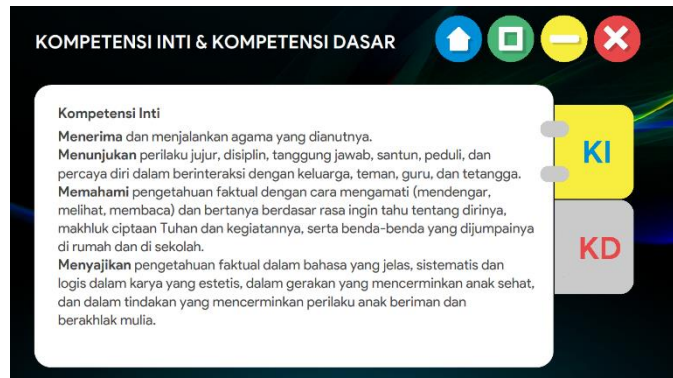 KOMPETENSI INTI & KOMPETENSI DASAR
Kompetensi Inti
Menerima dan menjalankan agama yang dianutnya.
Menunjukan perilaku jujur, disiplin, tanggung jawab, santun, peduli, dan
percaya diri dalam berinteraksi dengan keluarga, teman, guru, dan tetangga.
Memahami pengetahuan faktual dengan cara mengamati (mendengar,
melihat, membaca) dan bertanya berdasar rasa ingin tahu tentang dirinya,
makhluk ciptaan Tuhan dan kegiatannya, serta benda-benda yang dijumpainya
di rumah dan di sekolah.
Menyajikan pengetahuan faktual dalam bahasa yang jelas, sistematis dan
logis dalam karya yang estetis, dalam gerakan yang mencerminkan anak sehat,
dan dalam tindakan yang mencerminkan perilaku anak beriman dan
berakhlak mulia.
KI
KD